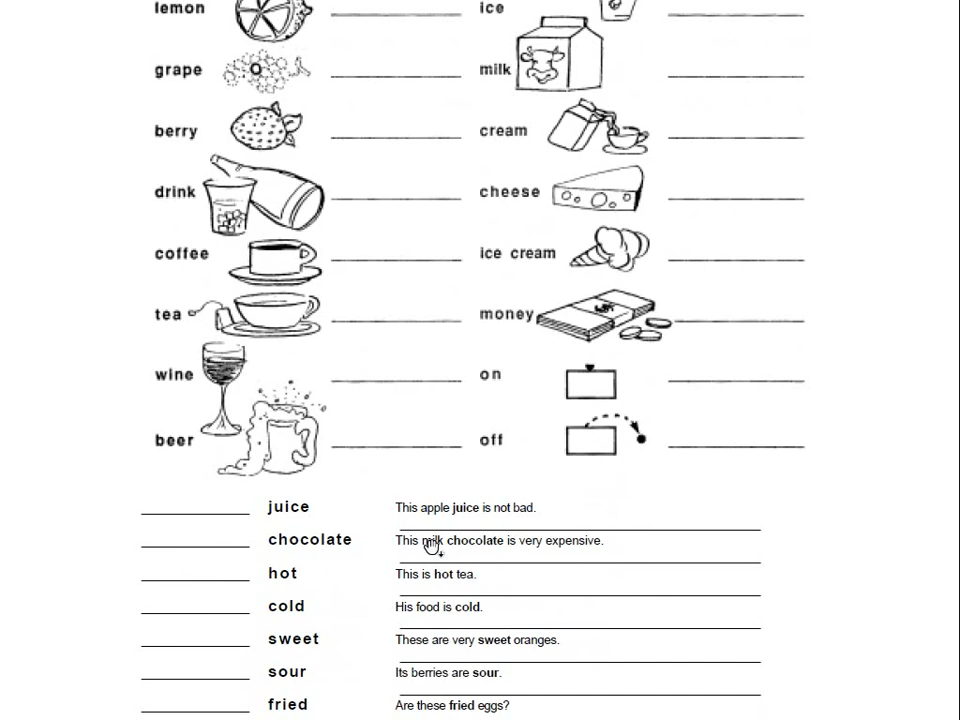 lemon
ice
grape
milk
berry
cream
drink
cheese
coffee
ice cream
tea
money
wine
on
beer
off
juice This apple juice is not bad.
chocolate This milk chocolate is very expensive.
hot This is hot tea.
cold His food is cold.
sweet These are very sweet oranges.
sour Its berries are sour.
fried Are these fried eggs?